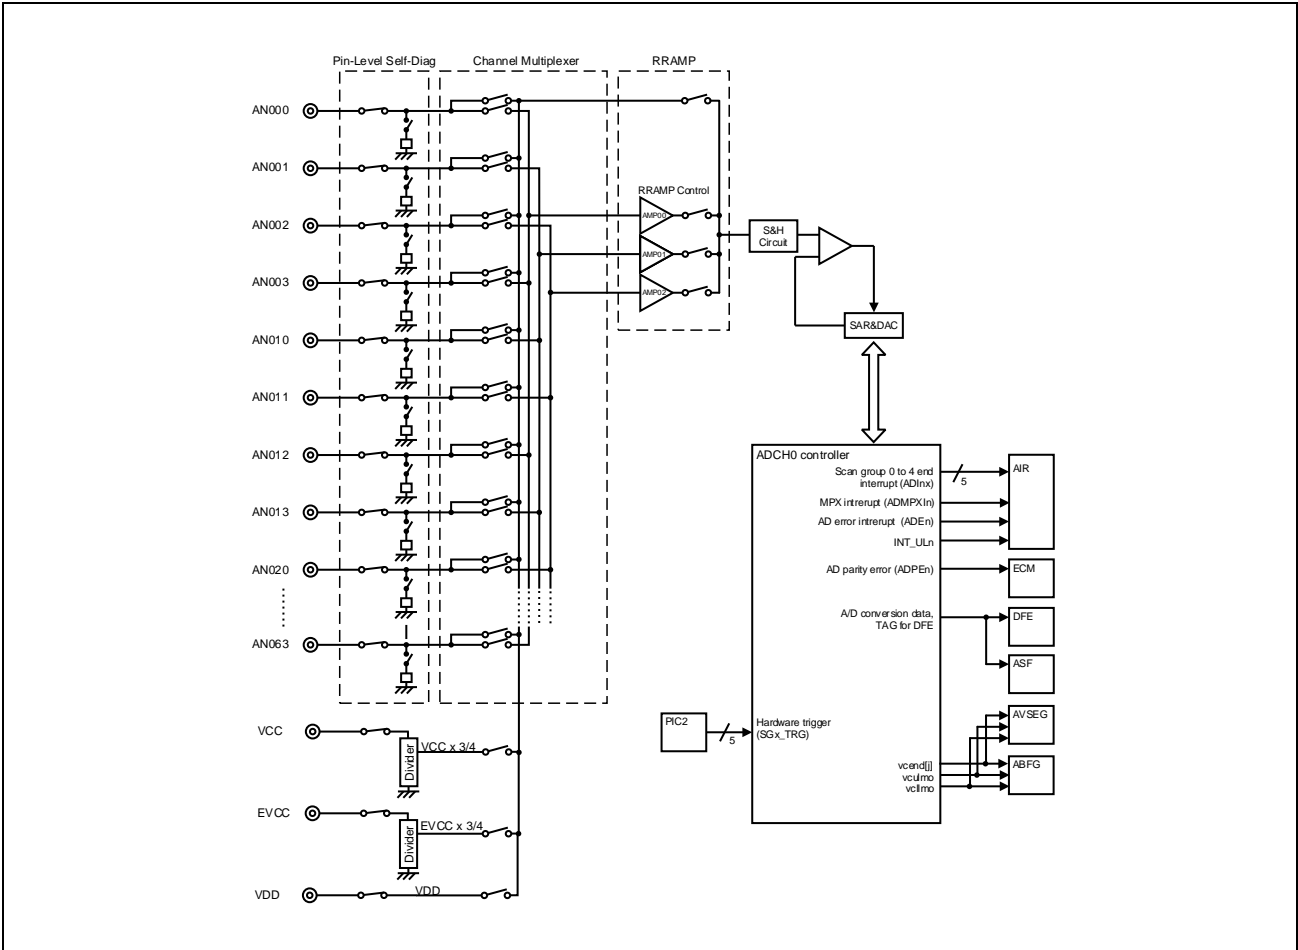 Pin-Level Self-Diag
Channel Multiplexer
RRAMP
AN000
AN001
AN002
AN003
AN010
AN011
AN012
AN013
AN020
AN063
RRAMP Control
AMP00
AMP01
AMP02
S&H
Circuit
SAR&DAC
ADCH0 controller
Scan group 0 to 4 end
interrupt (ADInx)
5
AIR
MPX intrerupt (ADMPXIn)
AD error intrerupt (ADEn)
INT_ULn
AD parity error (ADPEn)
ECM
A/D conversion data,
TAG for DFE
DFE
ASF
PIC2
5
Hardware trigger
(SGx_TRG)
AVSEG
vcend[j]
vculmo
vcllmo
ABFG
VCC
Divider
VCC x 3/4
EVCC
Divider
EVCC x 3/4
VDD
VDD